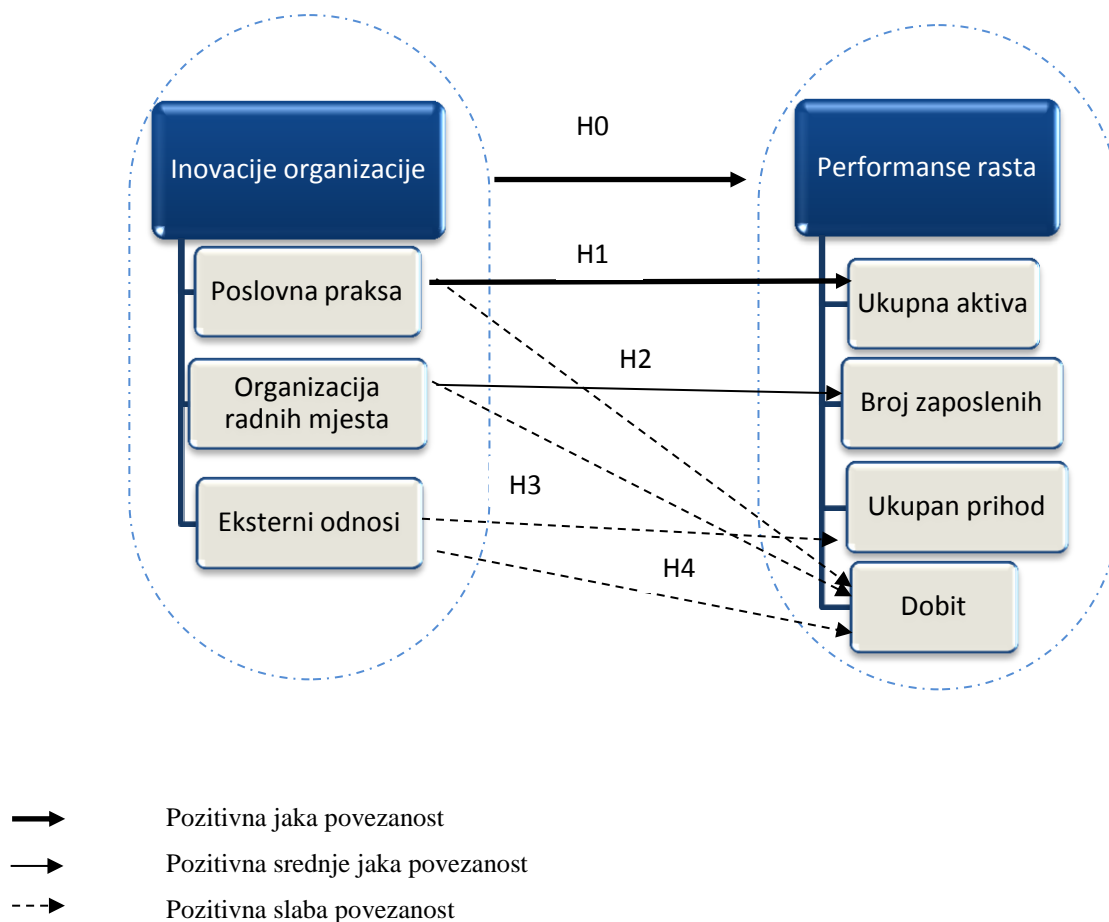 H0
Inovacije organizacije
Performanse rasta
H1
Poslovna praksa
Ukupna aktiva
H2
Organizacija
radnih mjesta
Broj zaposlenih
H3
Eksterni odnosi
Ukupan prihod
H4
Dobit
Pozitivna jaka povezanost
Pozitivna srednje jaka povezanost
Pozitivna slaba povezanost